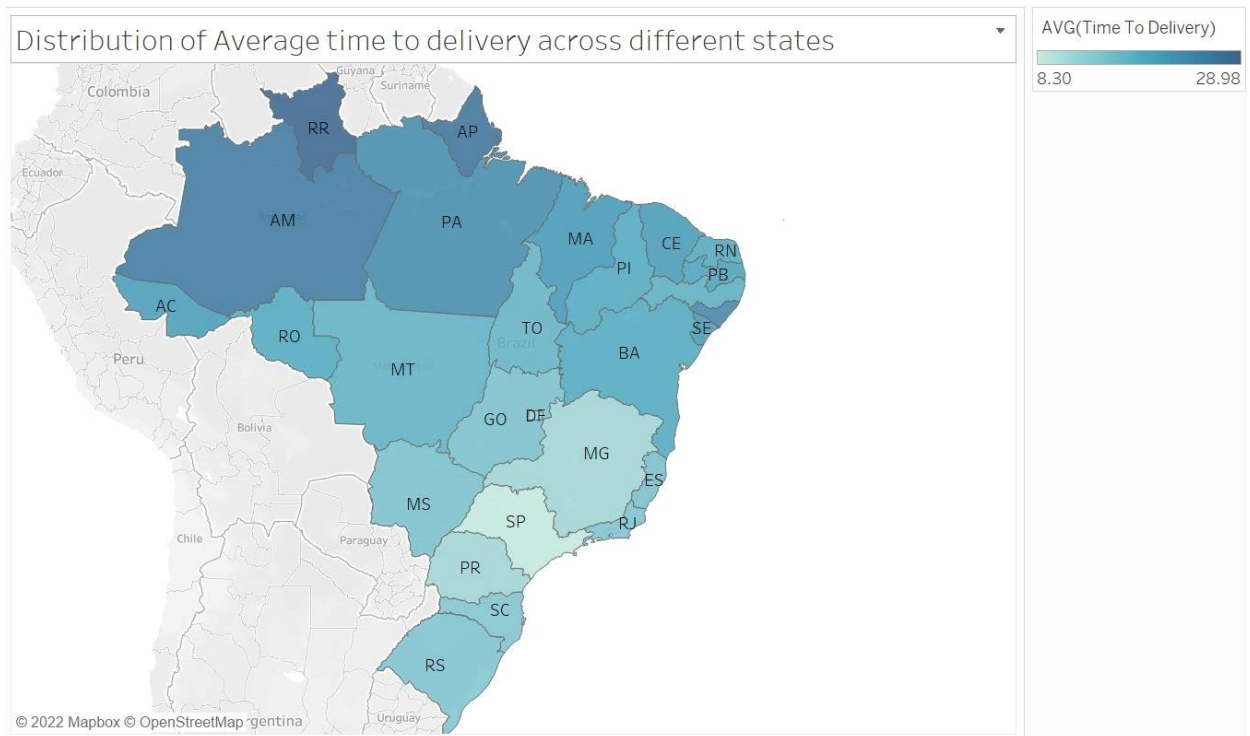 Distribution of Average time to delivery across different states
AVG(Time To Delivery)
8.30 28.98
Guyana
Suriname
Colombia
RR
AP
Ecuador
AM
PA
MA
CE
RN
PI
PB
AC
RO
TO
SE
Brazil
BA
Peru
MT
GO
DF
Bolivia
MG
ES
MS
SP
RJ
Chile
Paraguay
PR
SC
RS
© 2022 Mapbox © OpenStreetMap
rgentina
Uruguay